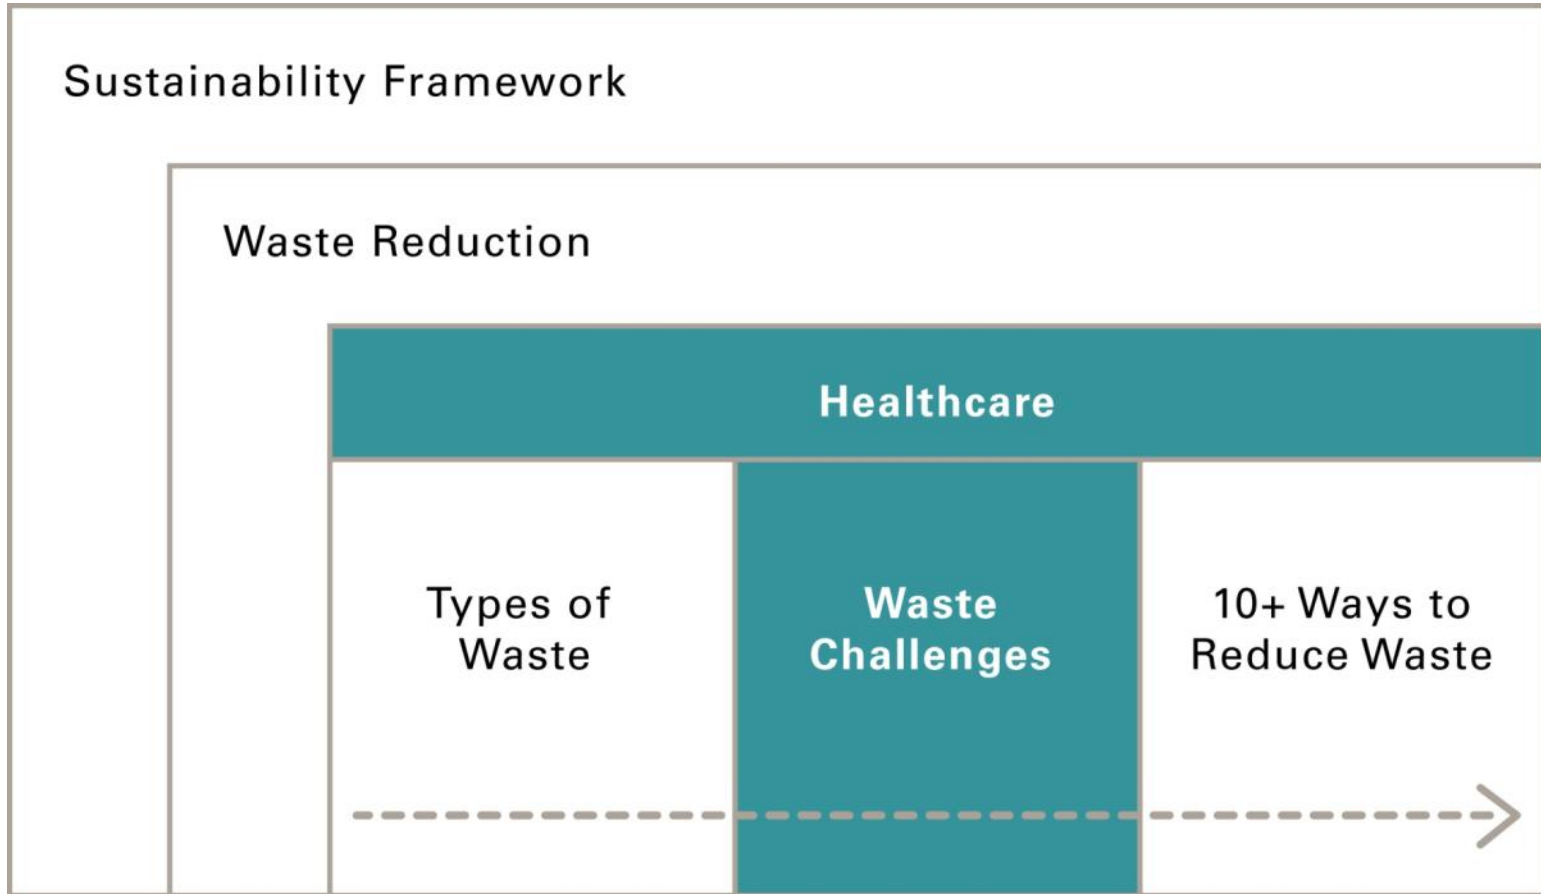 Sustainability Framework
Waste Reduction
Healthcare
Types of
Waste
Waste
Challenges
10+ Ways to
Reduce Waste